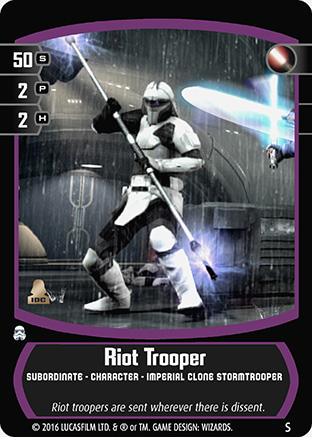 50 S
2 P
2 H
IDC
Riot Trooper
SUBORDINATE - CHARACTER - IMPERIAL CLONE STORMTROOPER
Riot troopers are sent wherever there is dissent.
© 2016 LUCASFILM LTD. & ® or TM. GAME DESIGN: WIZARDS. S